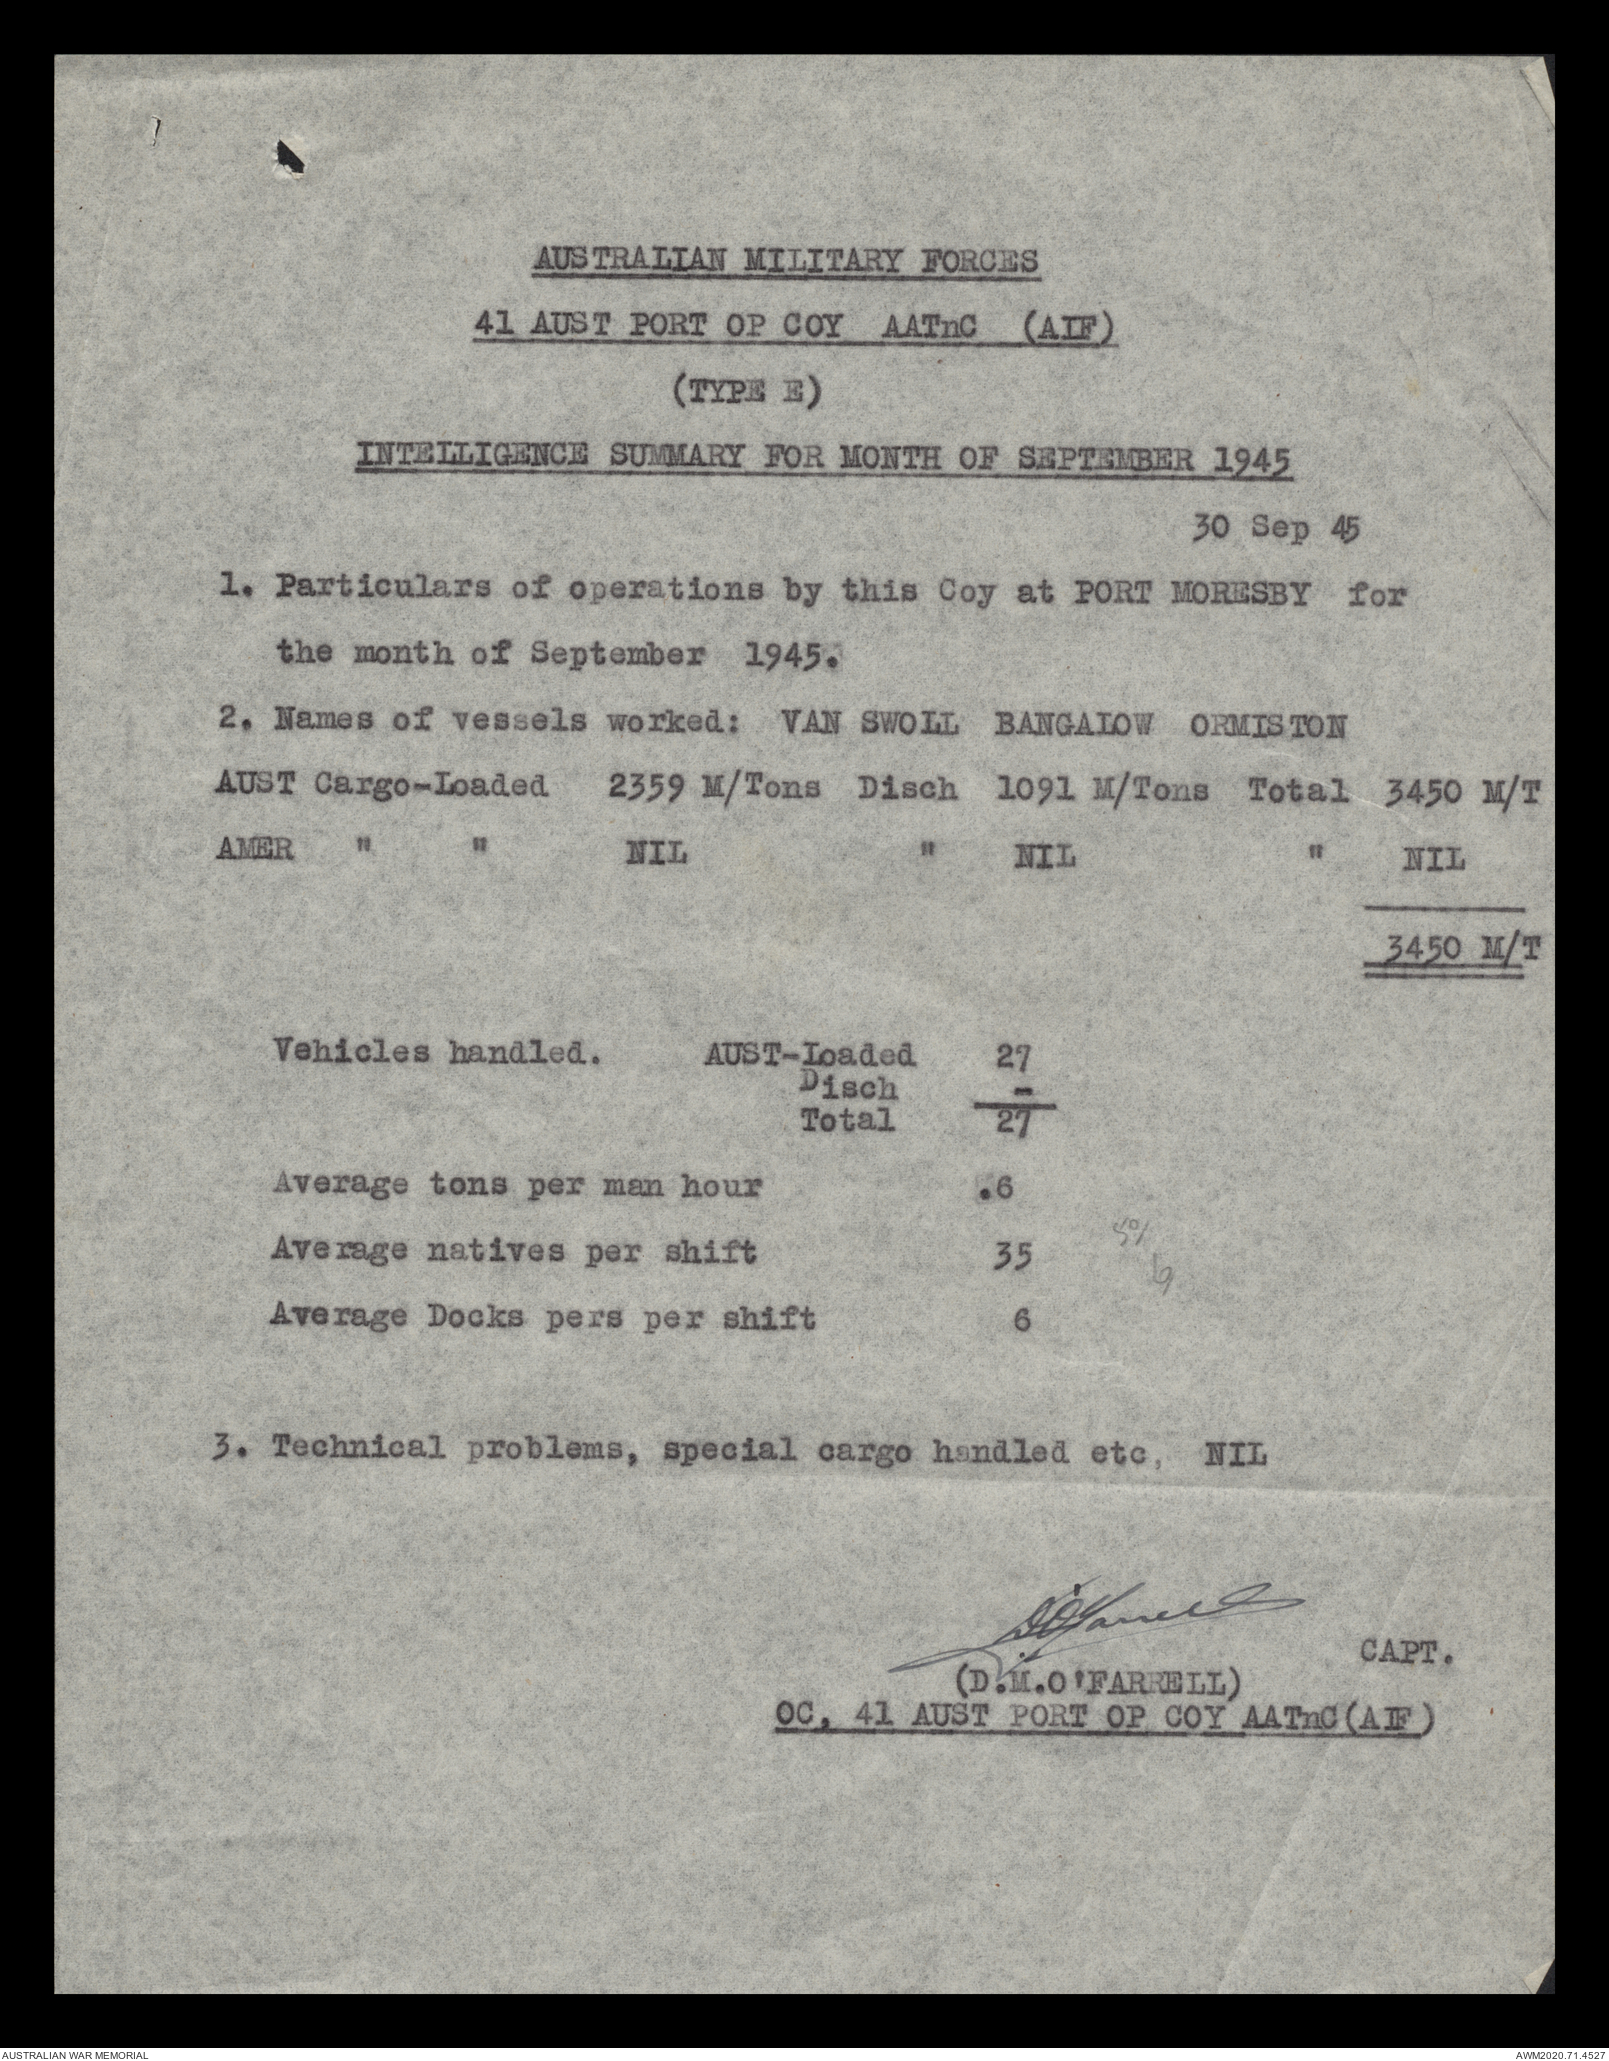 AUSTRALIAN MILITARY FORCES
41 AUST PORT OP COY AATnC (AIF)
(TYPE E)
INTELLIGENCE SUMMARY FOR MONTH OF SEPTEMBER 1945
30 Sep 45
1. Particulars of operations by this Coy at PORT MORESBY for
the month of September 1945.
2. Names of vessels worked: VAN SWOLL BANGALOW ORMISTON
AUST Cargo-Loaded 2359 M/Tons Disch 1091 M/Tons Total 3450 M/T
AMER " " NIL " NIL " NIL
3450 M/T
Vehicles handled. AUST-Loaded 27
Disch -
Total 27
Average tons per man hour .6
Average natives per shift 35
Average Docks pers per shift 6
3. Technical problems, special cargo handled etc, NIL
D O'Farrell
CAPT.
(D.M.O'FARRELL)
OC, 41 AUST PORT OP COY AATnC(AIF)
AUSTRALIAN WAR MEMORIAL
AWM2020.71.4527